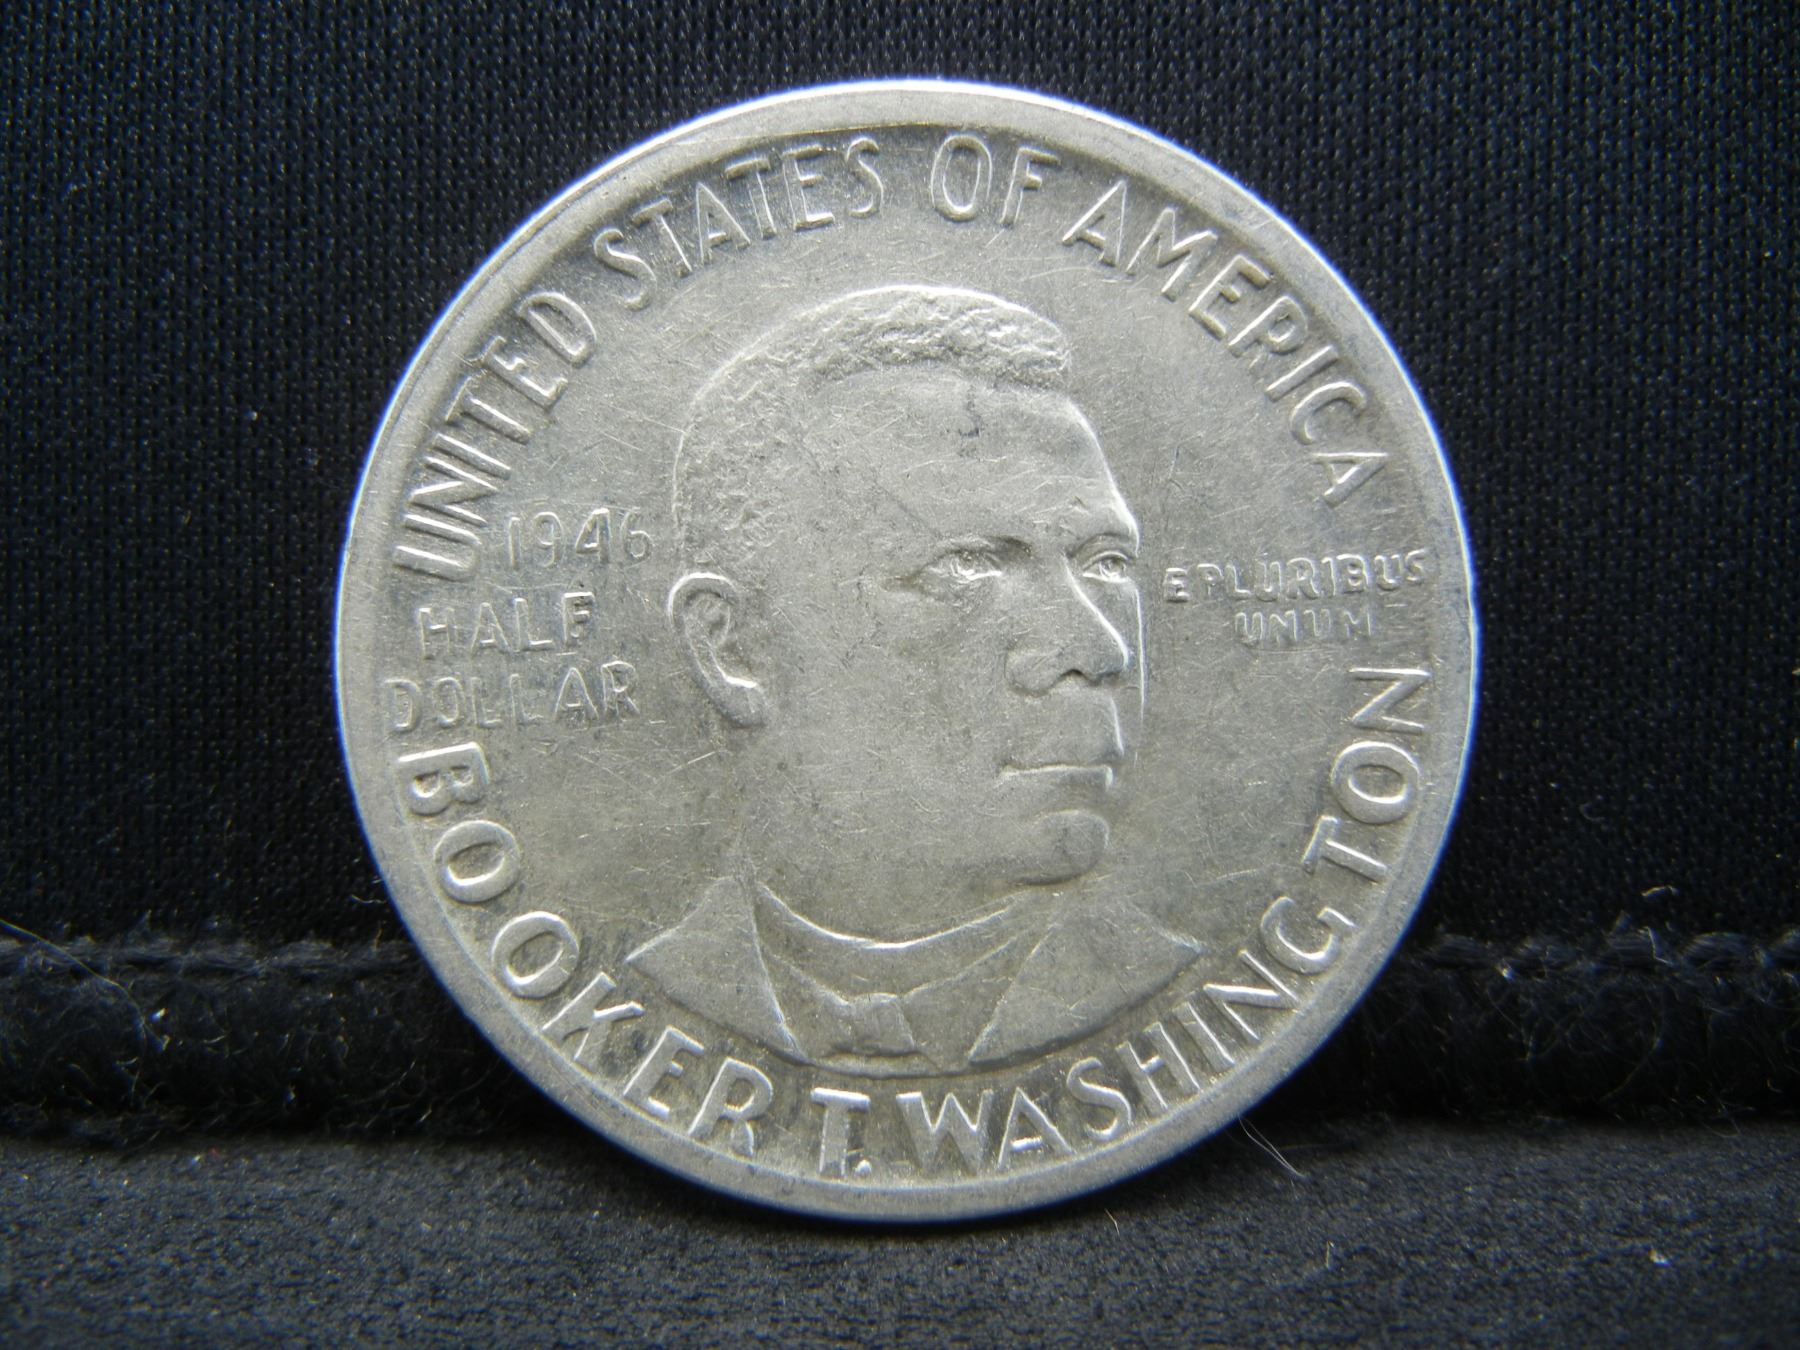 UNITED STATES OF AMERICA
1946
HALF
DOLLAR
E PLURIBUS
UNUM
BOOKER T. WASHINGTON